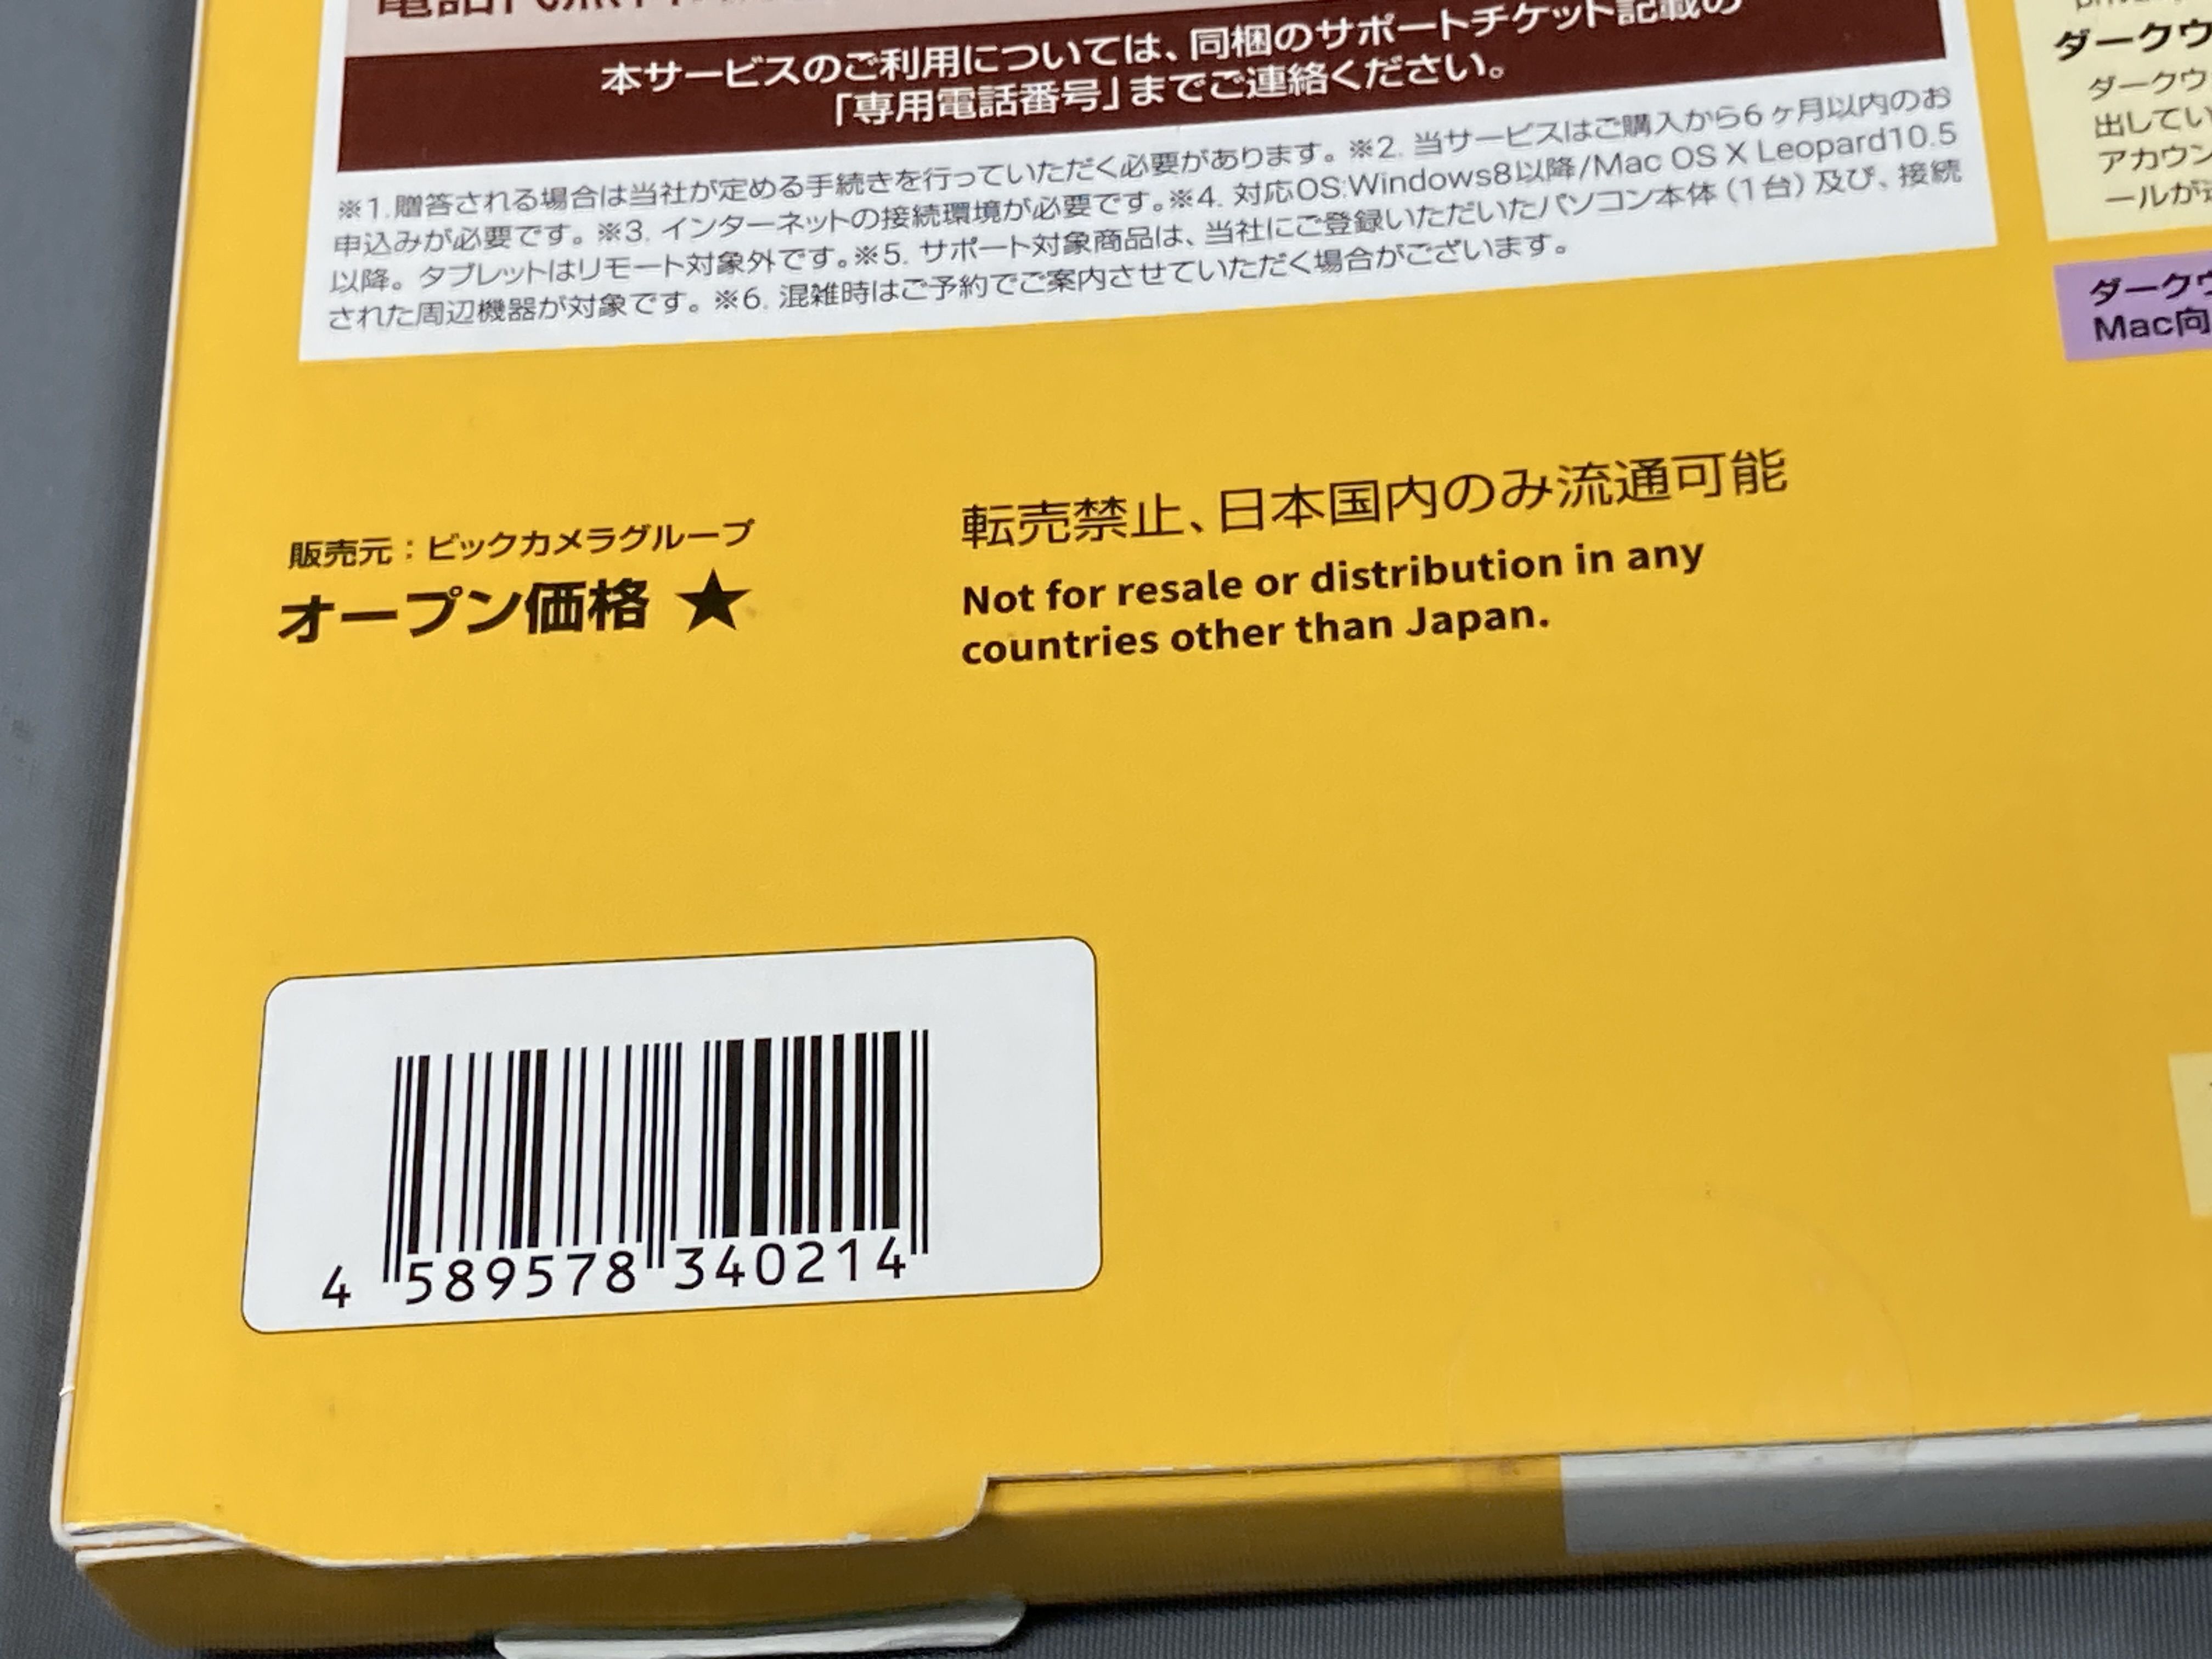 本サービスのご利用については、同梱のサポートチケット記載の
「専用電話番号」までご連絡ください。
※1.贈答される場合は当社が定める手続きを行っていただく必要があります。※2. 当サービスはご購入から6ヶ月以内のお
申込みが必要です。※3. インターネットの接続環境が必要です。※4. 対応OS:Windows8以降/Mac OS X Leopard10.5
以降。タブレットはリモート対象外です。※5. サポート対象商品は、当社にご登録いただいたパソコン本体（1台）及び、接続
された周辺機器が対象です。※6. 混雑時はご予約でご案内させていただく場合がございます。
ダークウ
ダークウ
出してい
アカウン
ールが
ダークウ
Mac向
販売元：ビックカメラグループ
オープン価格 ★
転売禁止、日本国内のみ流通可能
Not for resale or distribution in any
countries other than Japan.
4 589578 340214